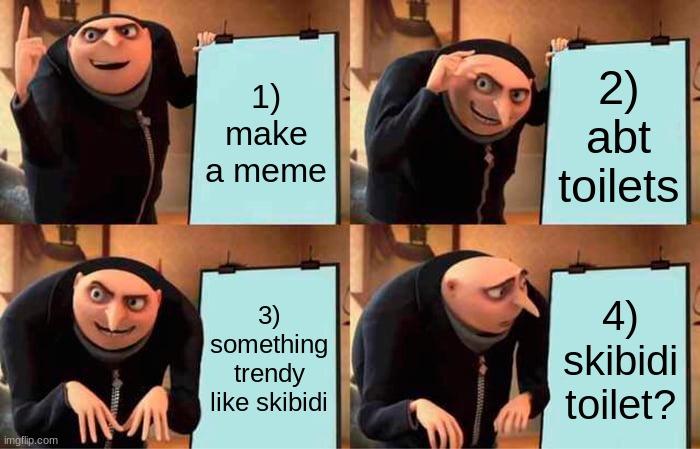 1)
make
a meme
2)
abt
toilets
3)
something
trendy
like skibidi
4)
skibidi
toilet?
imgflip.com